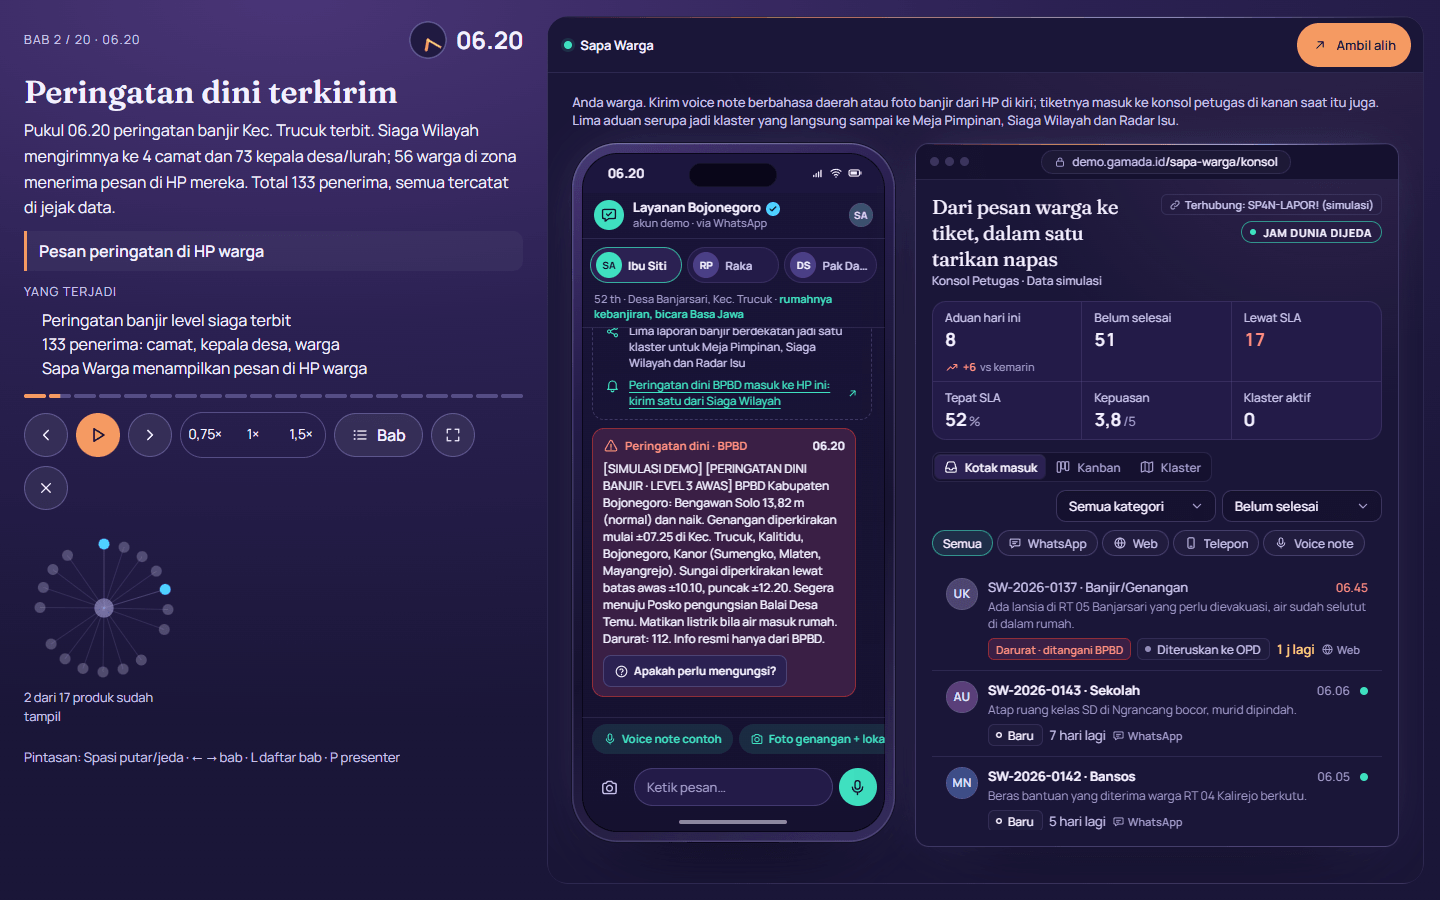 BAB 2 / 20 · 06.20
06.20
Peringatan dini terkirim
Pukul 06.20 peringatan banjir Kec. Trucuk terbit. Siaga Wilayah
mengirimnya ke 4 camat dan 73 kepala desa/lurah; 56 warga di zona
menerima pesan di HP mereka. Total 133 penerima, semua tercatat
di jejak data.
Pesan peringatan di HP warga
YANG TERJADI
Peringatan banjir level siaga terbit
133 penerima: camat, kepala desa, warga
Sapa Warga menampilkan pesan di HP warga
0,75× 1× 1,5×
Bab
2 dari 17 produk sudah
tampil
Pintasan: Spasi putar/jeda · ← → bab · L daftar bab · P presenter
Sapa Warga
Ambil alih
Anda warga. Kirim voice note berbahasa daerah atau foto banjir dari HP di kiri; tiketnya masuk ke konsol petugas di kanan saat itu juga.
Lima aduan serupa jadi klaster yang langsung sampai ke Meja Pimpinan, Siaga Wilayah dan Radar Isu.
06.20
Layanan Bojonegoro
akun demo · via WhatsApp
SA
SA Ibu Siti
RP Raka
DS Pak Da...
52 th · Desa Banjarsari, Kec. Trucuk · rumahnya
kebanjiran, bicara Basa Jawa
Lima laporan banjir berdekatan jadi satu
klaster untuk Meja Pimpinan, Siaga
Wilayah dan Radar Isu
Peringatan dini BPBD masuk ke HP ini:
kirim satu dari Siaga Wilayah
Peringatan dini · BPBD 06.20
[SIMULASI DEMO] [PERINGATAN DINI
BANJIR · LEVEL 3 AWAS] BPBD Kabupaten
Bojonegoro: Bengawan Solo 13,82 m
(normal) dan naik. Genangan diperkirakan
mulai ±07.25 di Kec. Trucuk, Kalitidu,
Bojonegoro, Kanor (Sumengko, Mlaten,
Mayangrejo). Sungai diperkirakan lewat
batas awas ±10.10, puncak ±12.20. Segera
menuju Posko pengungsian Balai Desa
Temu. Matikan listrik bila air masuk rumah.
Darurat: 112. Info resmi hanya dari BPBD.
Apakah perlu mengungsi?
Voice note contoh
Foto genangan + loka
Ketik pesan...
demo.gamada.id/sapa-warga/konsol
Dari pesan warga ke
tiket, dalam satu
tarikan napas
Konsol Petugas · Data simulasi
Terhubung: SP4N-LAPOR! (simulasi)
JAM DUNIA DIJEDA
Aduan hari ini
8
+6 vs kemarin
Belum selesai
51
Lewat SLA
17
Tepat SLA
52 %
Kepuasan
3,8 /5
Klaster aktif
0
Kotak masuk
Kanban
Klaster
Semua kategori
Belum selesai
Semua
WhatsApp
Web
Telepon
Voice note
UK
SW-2026-0137 · Banjir/Genangan 06.45
Ada lansia di RT 05 Banjarsari yang perlu dievakuasi, air sudah selutut
di dalam rumah.
Darurat · ditangani BPBD
Diteruskan ke OPD
1 j lagi
Web
AU
SW-2026-0143 · Sekolah 06.06
Atap ruang kelas SD di Ngrancang bocor, murid dipindah.
Baru
7 hari lagi
WhatsApp
MN
SW-2026-0142 · Bansos 06.05
Beras bantuan yang diterima warga RT 04 Kalirejo berkutu.
Baru
5 hari lagi
WhatsApp